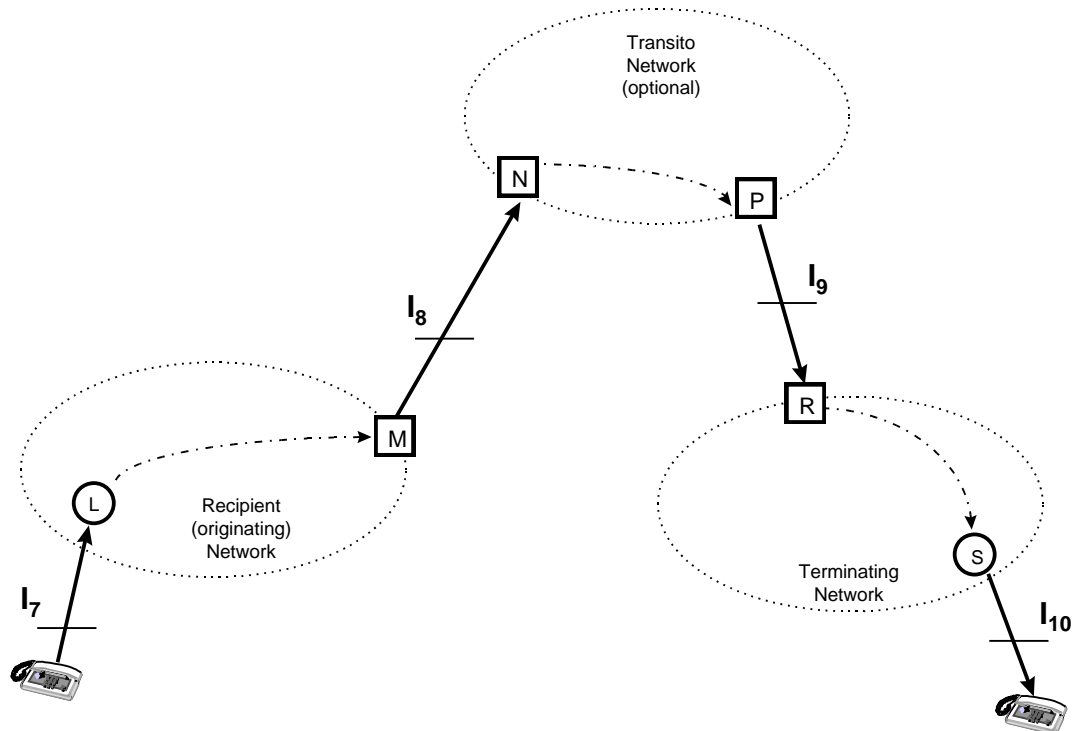 Transito
Network
(optional)
N
P
I8
I9
M
R
L
Recipient
(originating)
Network
S
Terminating
Network
I7
I10